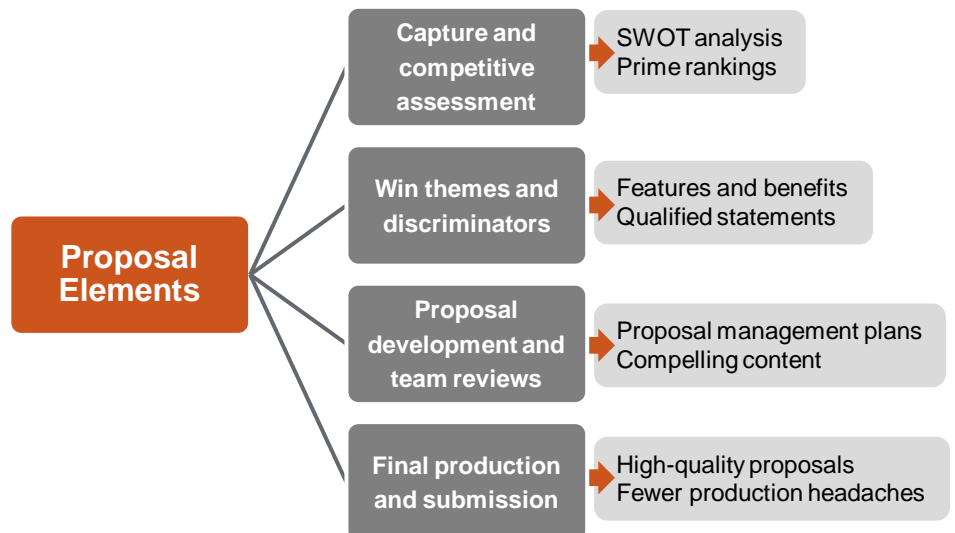 Proposal
Elements
Capture and
competitive
assessment
SWOT analysis
Prime rankings
Win themes and
discriminators
Features and benefits
Qualified statements
Proposal
development and
team reviews
Proposal management plans
Compelling content
Final production
and submission
High-quality proposals
Fewer production headaches